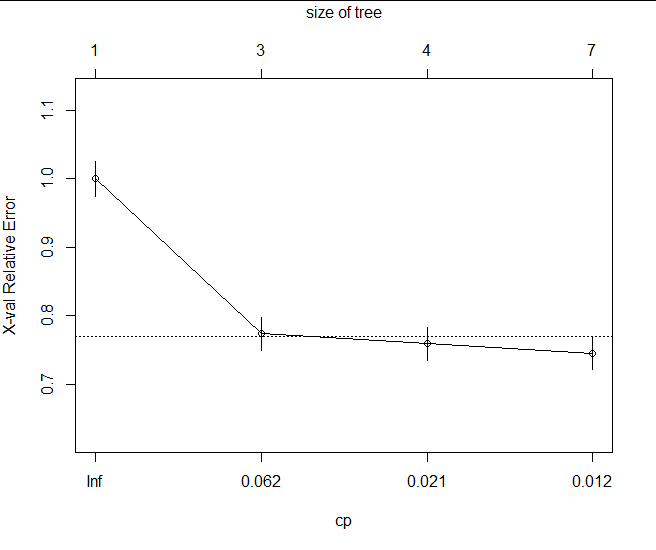 size of tree
1 3 4 7
1.1
1.0
0.9
0.8
0.7
X-val Relative Error
Inf 0.062 0.021 0.012
cp